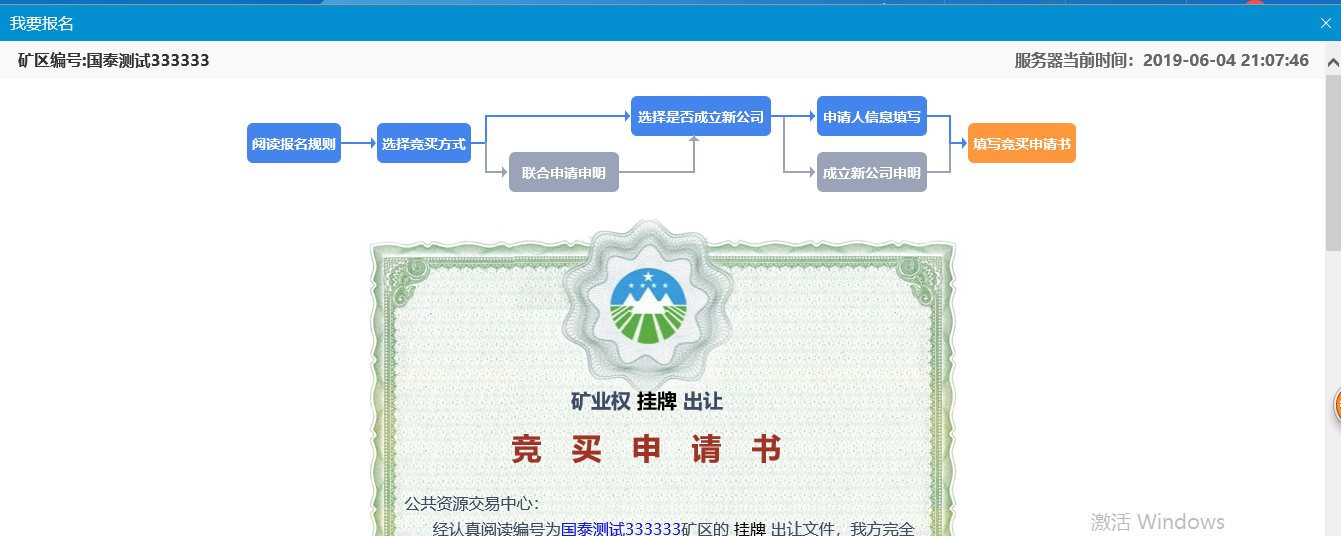 我要报名
矿区编号:国泰测试333333
服务器当前时间：2019-06-04 21:07:46
阅读报名规则
选择竞买方式
选择是否成立新公司
申请人信息填写
填写竞买申请书
联合申请申明
成立新公司申明
矿业权 挂牌 出让
竞 买 申 请 书
公共资源交易中心：
经认真阅读编号为国泰测试333333矿区的 挂牌 出让文件，我方完全
激活 Windows